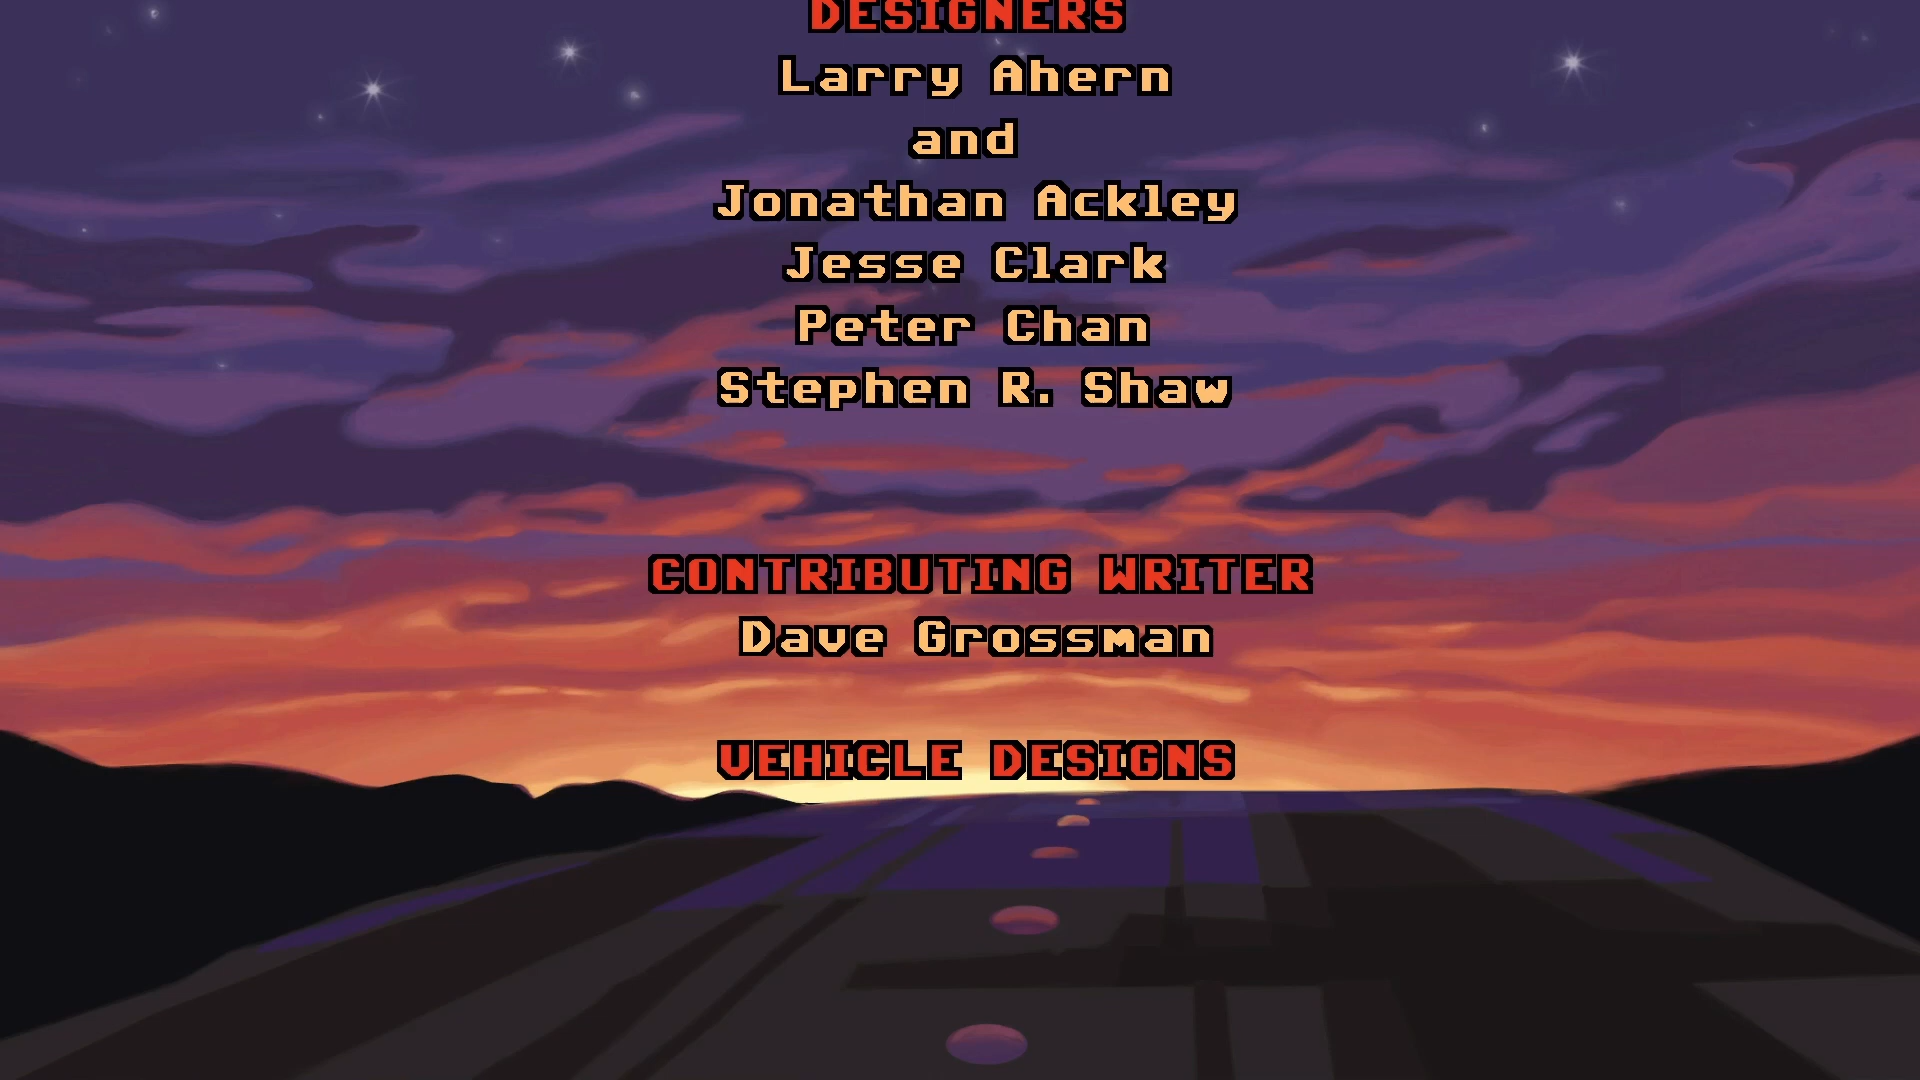 DESIGNERS
Larry Ahern
and
Jonathan Ackley
Jesse Clark
Peter Chan
Stephen R. Shaw
CONTRIBUTING WRITER
Dave Grossman
VEHICLE DESIGNS